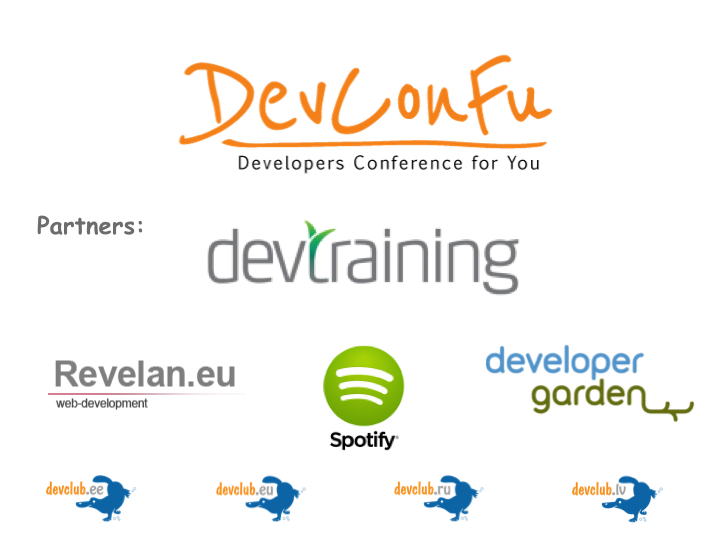 DevConFu
Developers Conference for You
Partners:
devtraining
Revelan.eu
web-development
Spotify®
developer
garden
devclub.ee
devclub.eu
devclub.ru
devclub.lv